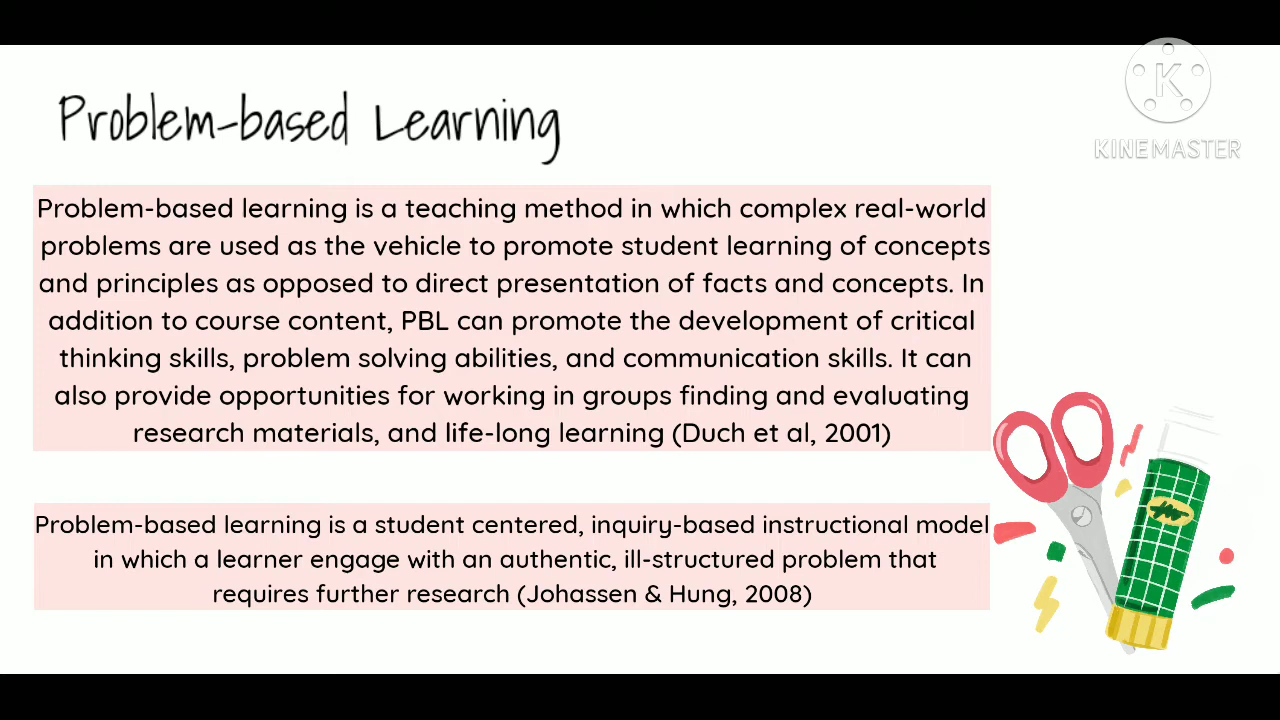 K
KINEMASTER
Problem-based Learning
Problem-based learning is a teaching method in which complex real-world
problems are used as the vehicle to promote student learning of concepts
and principles as opposed to direct presentation of facts and concepts. In
addition to course content, PBL can promote the development of critical
thinking skills, problem solving abilities, and communication skills. It can
also provide opportunities for working in groups finding and evaluating
research materials, and life-long learning (Duch et al, 2001)
Problem-based learning is a student centered, inquiry-based instructional model
in which a learner engage with an authentic, ill-structured problem that
requires further research (Johassen & Hung, 2008)